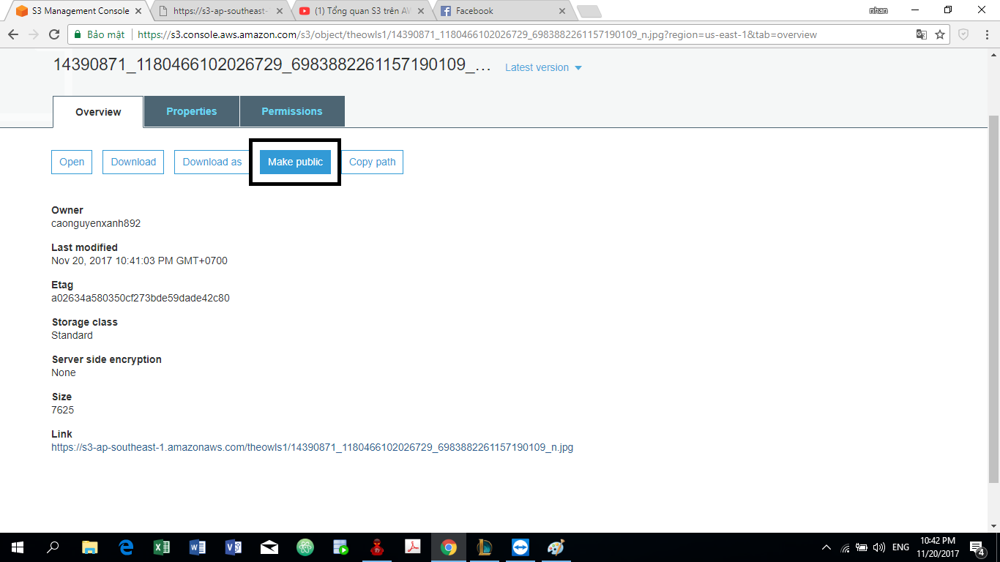 S3 Management Console
https://s3-ap-southeast-
(1) Tổng quan S3 trên AW
Facebook
nhan
Bảo mật
https://s3.console.aws.amazon.com/s3/object/theowls1/14390871_1180466102026729_6983882261157190109_n.jpg?region=us-east-1&tab=overview
14390871_1180466102026729_6983882261157190109_…
Latest version
Overview
Properties
Permissions
Open
Download
Download as
Make public
Copy path
Owner
caonguyenxanh892
Last modified
Nov 20, 2017 10:41:03 PM GMT+0700
Etag
a02634a580350cf273bde59dade42c80
Storage class
Standard
Server side encryption
None
Size
7625
Link
https://s3-ap-southeast-1.amazonaws.com/theowls1/14390871_1180466102026729_6983882261157190109_n.jpg
ENG
10:42 PM
11/20/2017
4